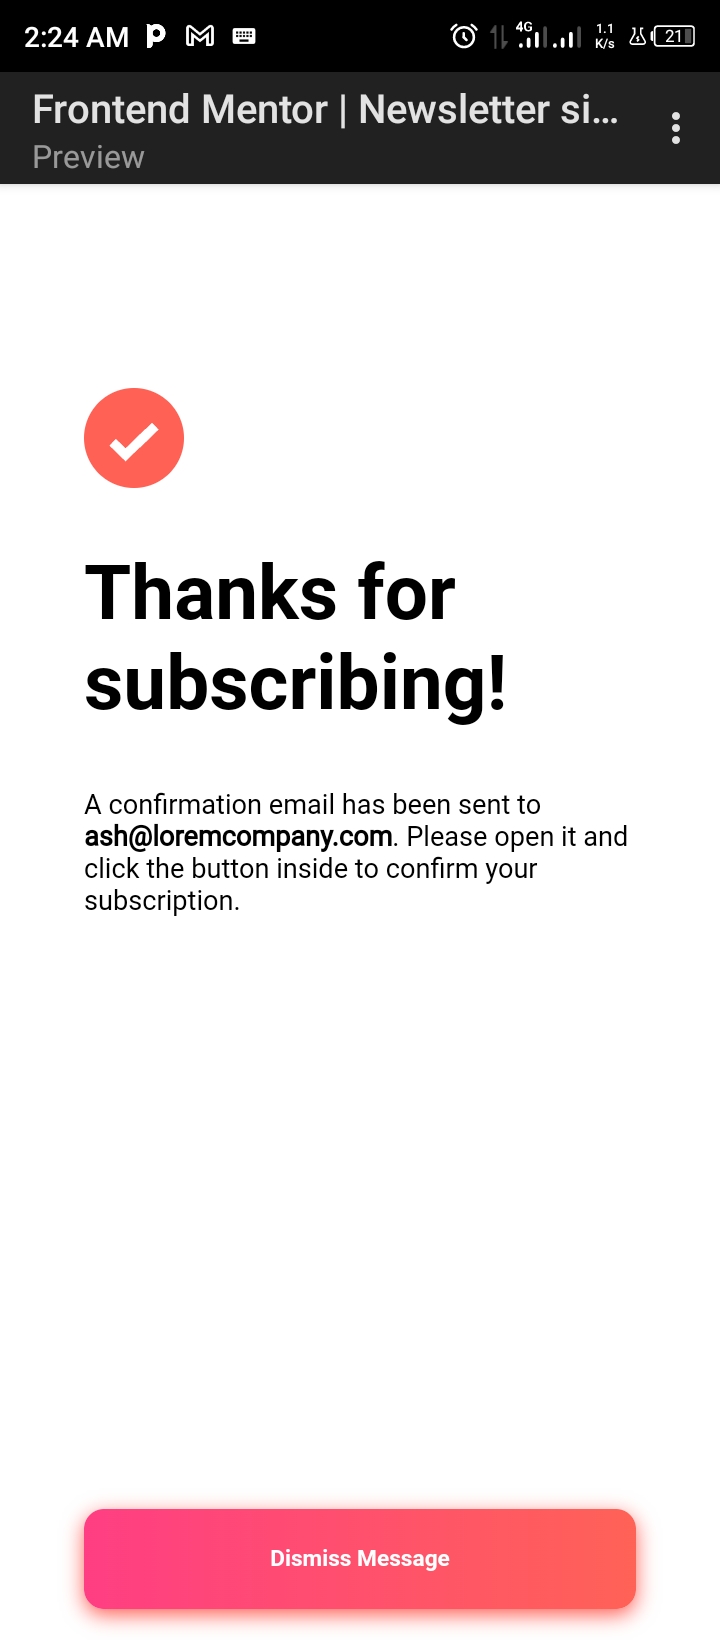 2:24 AM
4G
1.1
K/s
21
Frontend Mentor | Newsletter si...
Preview
Thanks for
subscribing!
A confirmation email has been sent to
ash@loremcompany.com. Please open it and
click the button inside to confirm your
subscription.
Dismiss Message